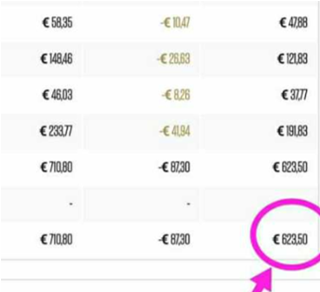 € 58,35 -€ 10,47 € 47,88
€ 148,46 -€ 26,63 € 121,83
€ 46,03 -€ 8,26 € 37,77
€ 233,77 -€ 41,94 € 191,83
€ 710,80 -€ 87,30 € 623,50
- -
€ 710,80 -€ 87,30 € 623,50